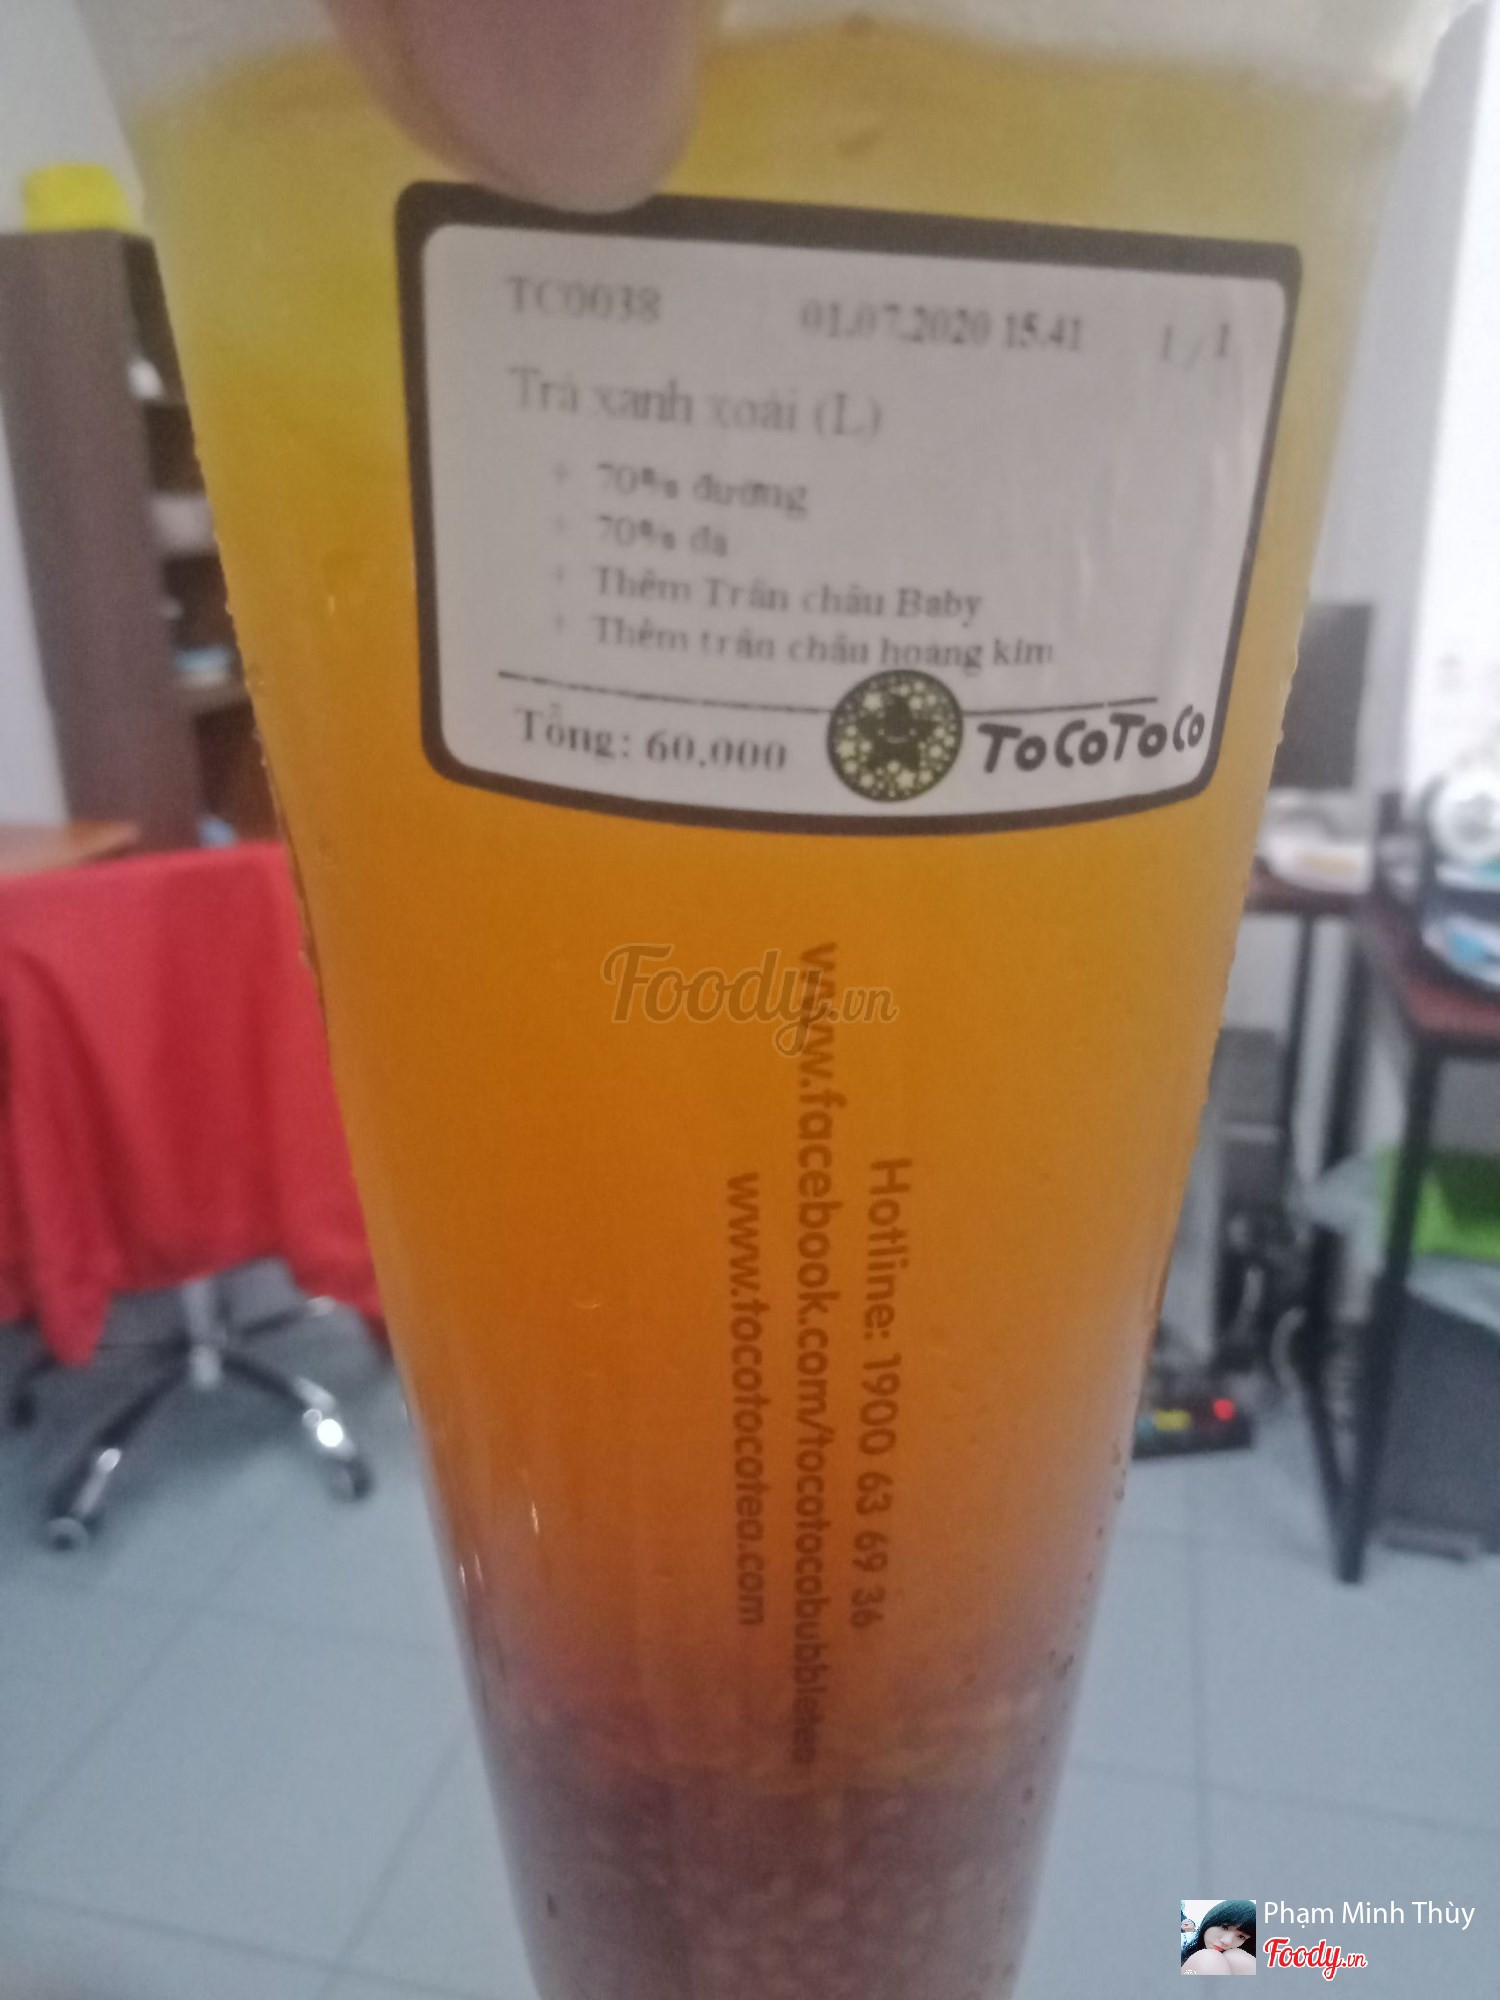 TC0038 01.07.2020 15.41 1 / 1
Trà xanh xoài (L)
+ 70% đường
+ 70% đá
+ Thêm Trân châu Baby
+ Thêm trân châu hoàng kim
Tổng: 60,000 ToCoToCo
Foody.vn
Hotline: 1900 63 69 36
www.facebook.com/tocotocobubbletea
www.tocotocotea.com
Phạm Minh Thùy
Foody.vn